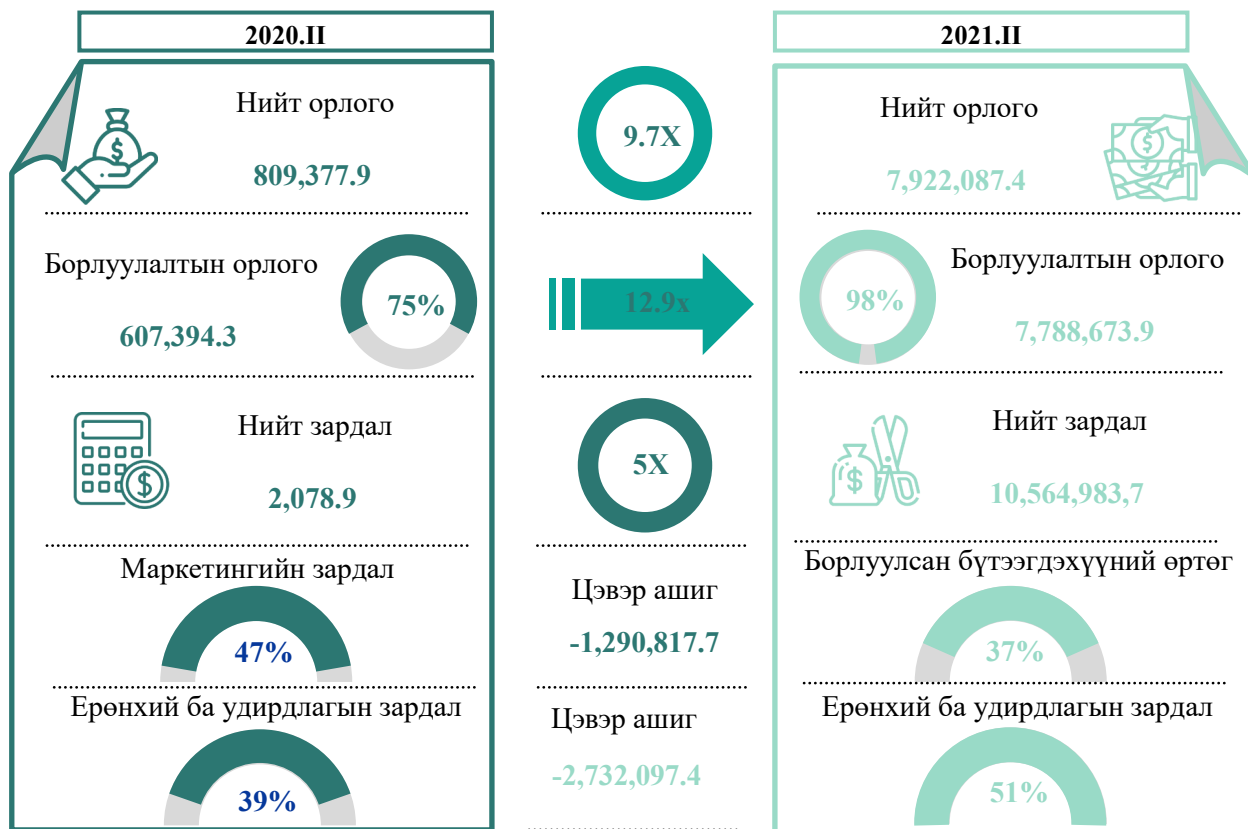 2020.II
Нийт орлого
809,377.9
Борлуулалтын орлого
75%
607,394.3
Нийт зардал
2,078.9
Маркетингийн зардал
47%
Ерөнхий ба удирдлагын зардал
39%
9.7X
12.9x
5X
Цэвэр ашиг
-1,290,817.7
Цэвэр ашиг
-2,732,097.4
2021.II
Нийт орлого
7,922,087.4
Борлуулалтын орлого
98%
7,788,673.9
Нийт зардал
10,564,983,7
Борлуулсан бүтээгдэхүүний өртөг
37%
Ерөнхий ба удирдлагын зардал
51%